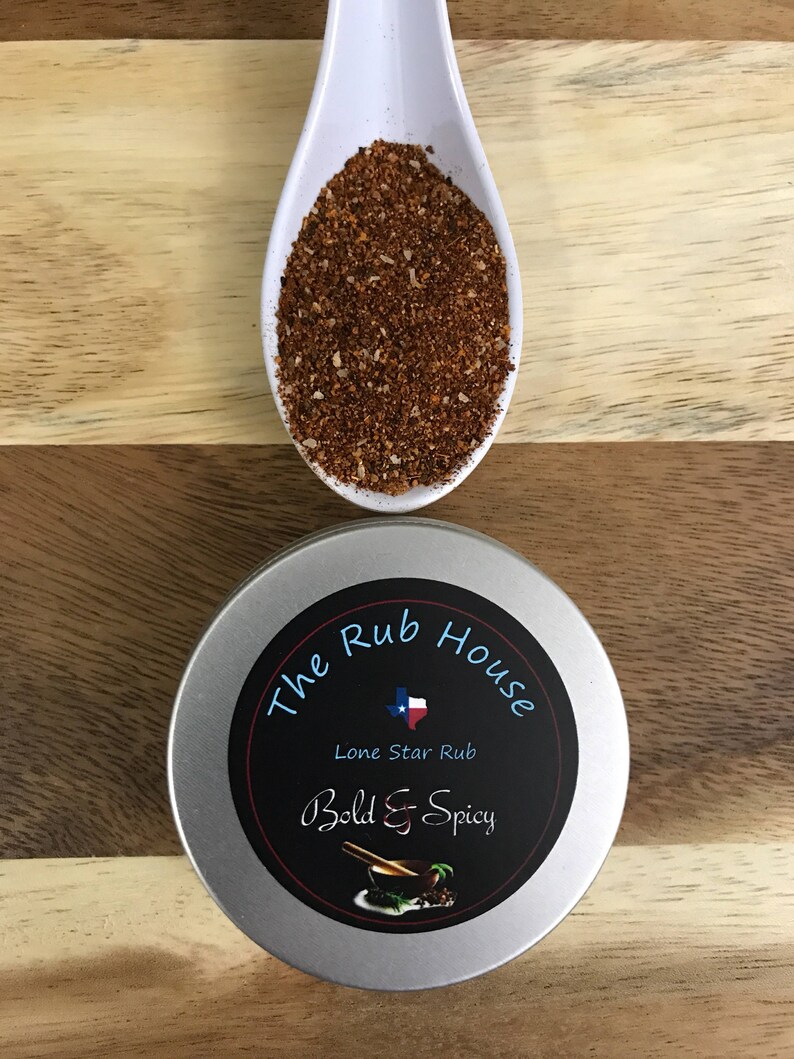 The Rub House
Lone Star Rub
Bold & Spicy